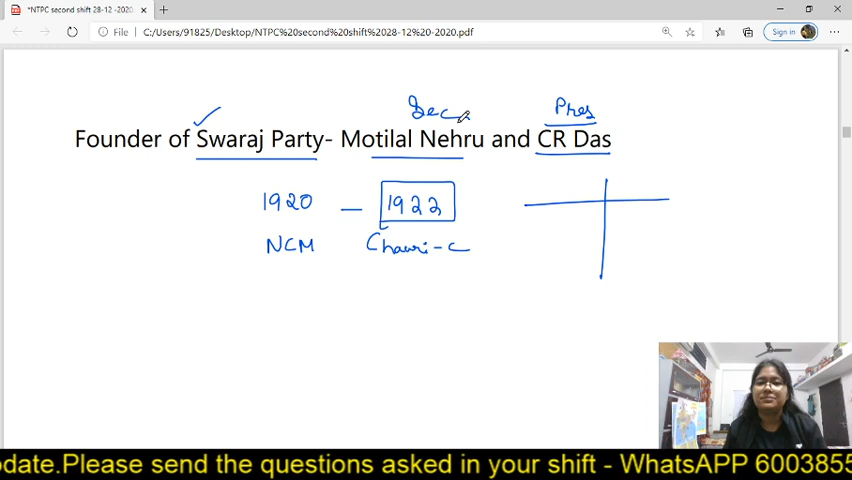 *NTPC second shift 28-12 -2020.p
File C:/Users/91825/Desktop/NTPC%20second%20shift%2028-12%20-2020.pdf
Sign in
Sec Pres
Founder of Swaraj Party- Motilal Nehru and CR Das
1920 - 1922
NCM Chauri-c
odate.Please send the questions asked in your shift - WhatsAPP 6003855